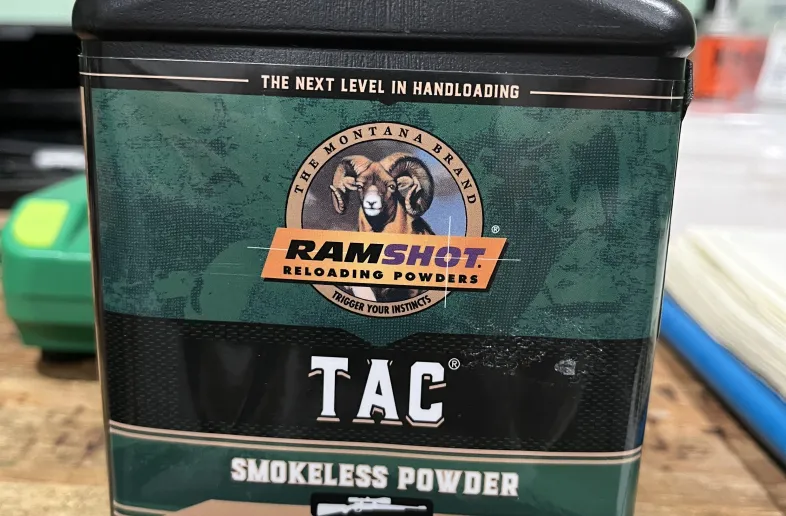 THE NEXT LEVEL IN HANDLOADING
THE MONTANA BRAND
RAMSHOT.
®
RELOADING POWDERS
TRIGGER YOUR INSTINCTS
TAC®
SMOKELESS POWDER